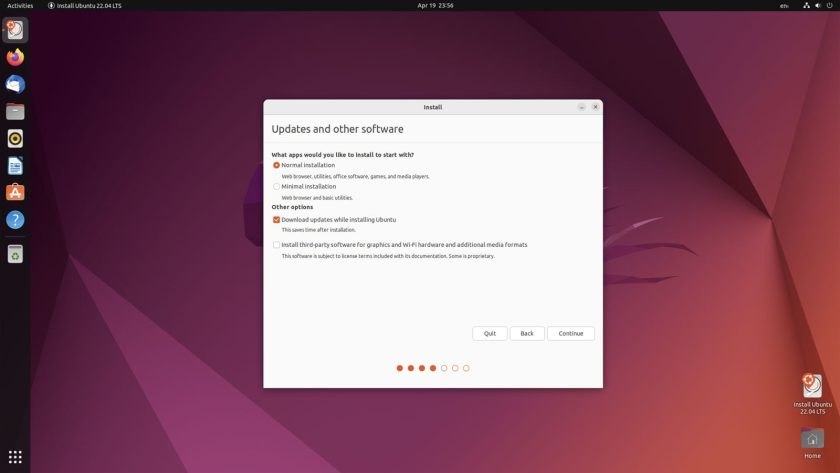 Activities
Install Ubuntu 22.04 LTS
Apr 19 23:56
en₁
Install
Updates and other software
What apps would you like to install to start with?
Normal installation
Web browser, utilities, office software, games, and media players.
Minimal installation
Web browser and basic utilities.
Other options
Download updates while installing Ubuntu
This saves time after installation.
Install third-party software for graphics and Wi-Fi hardware and additional media formats
This software is subject to license terms included with its documentation. Some is proprietary.
Quit
Back
Continue
Install Ubuntu
22.04 LTS
Home